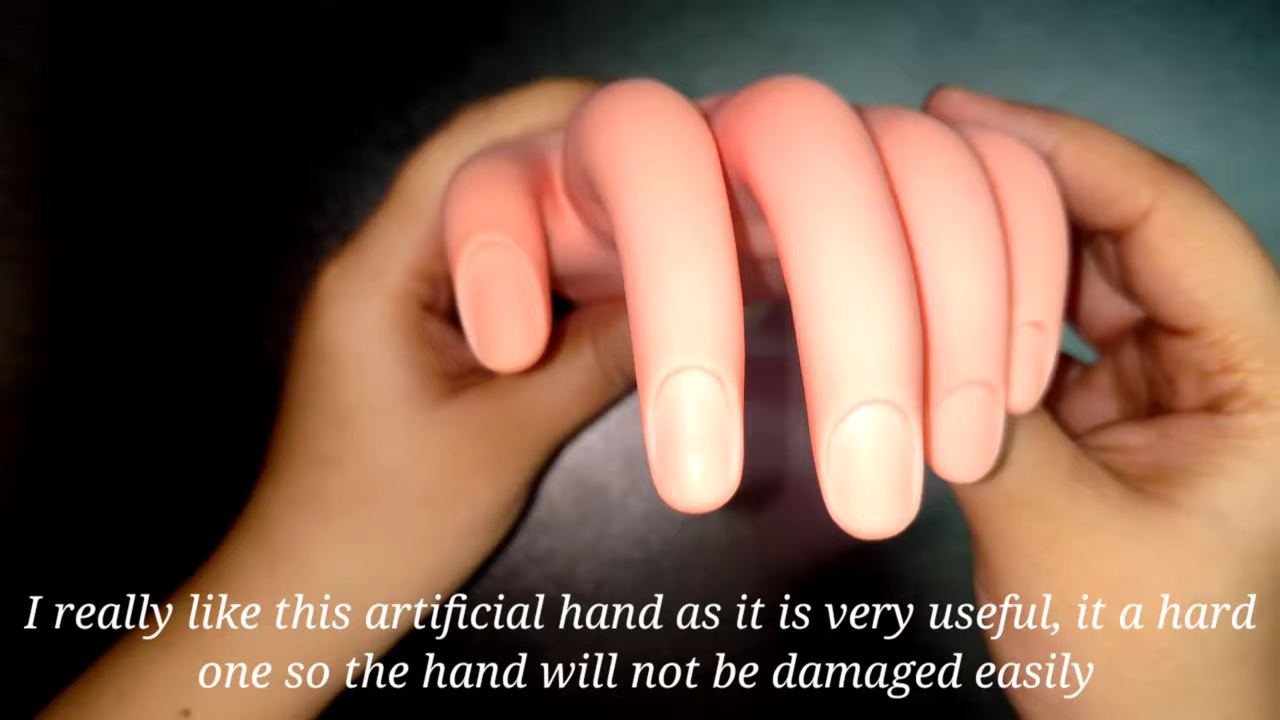 I really like this artificial hand as it is very useful, it a hard
one so the hand will not be damaged easily